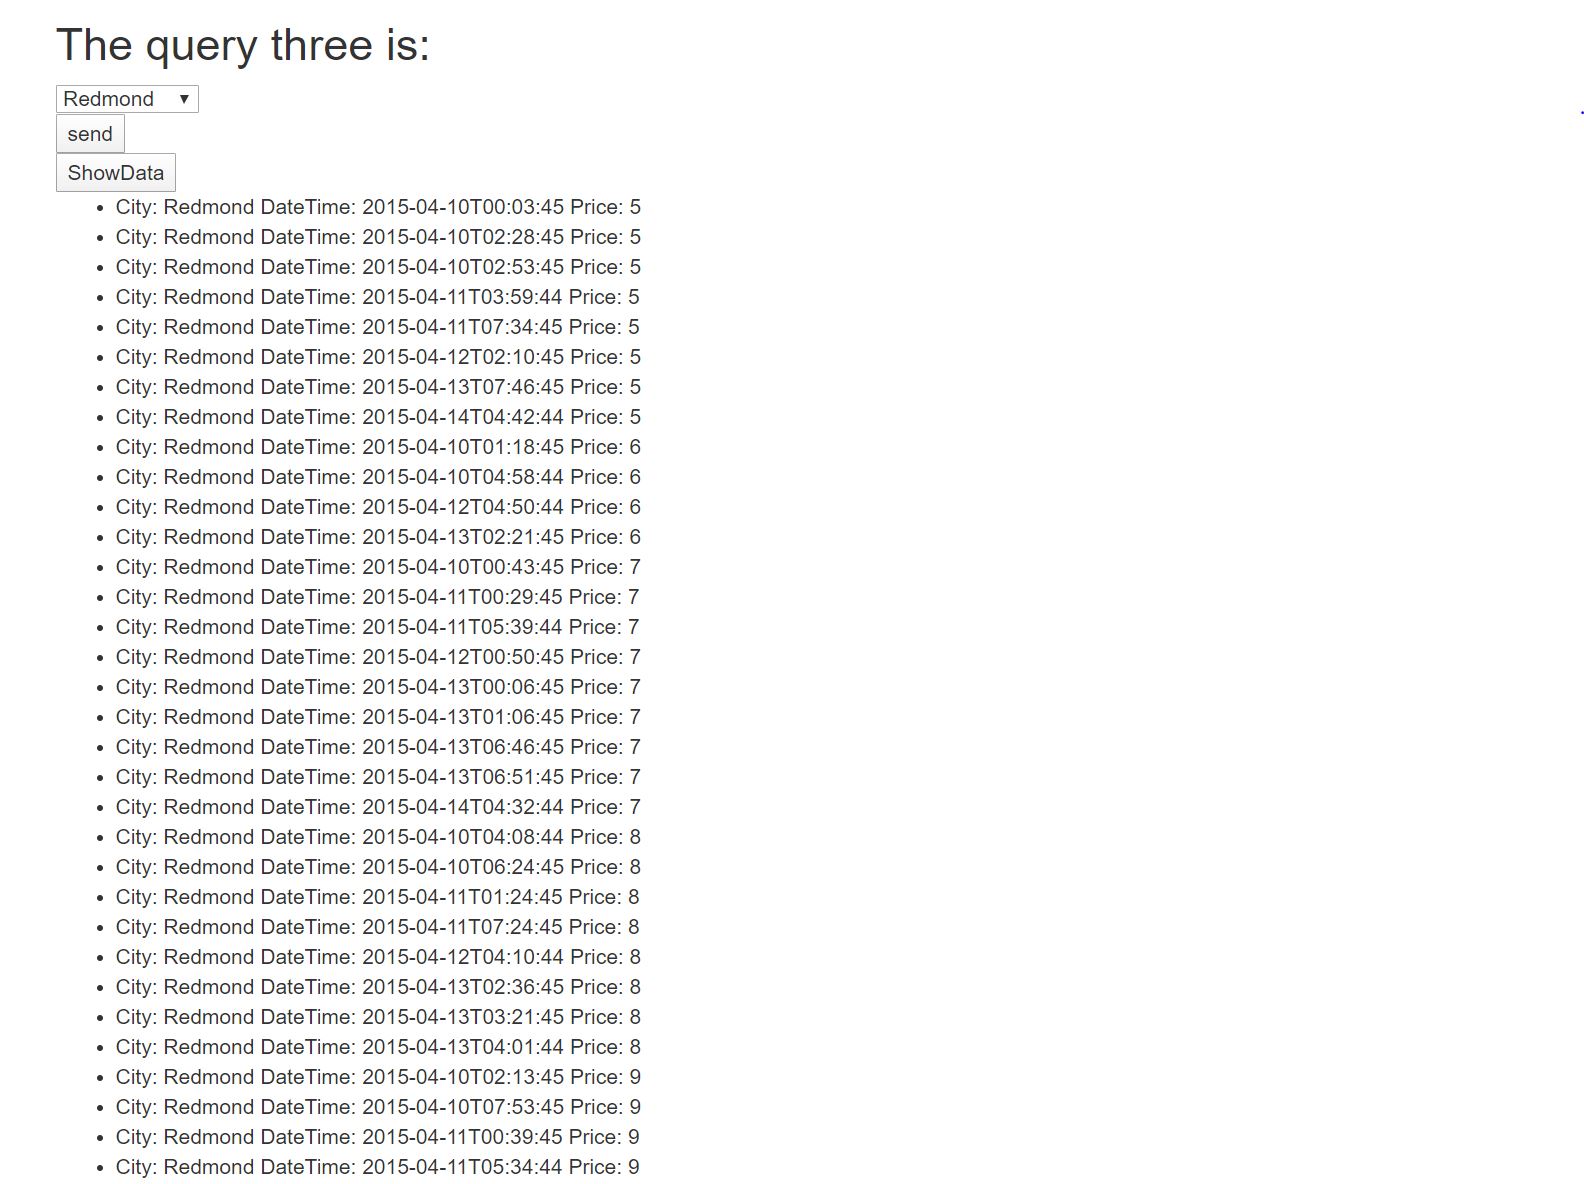 The query three is:
Redmond
send
ShowData
City: Redmond DateTime: 2015-04-10T00:03:45 Price: 5
City: Redmond DateTime: 2015-04-10T02:28:45 Price: 5
City: Redmond DateTime: 2015-04-10T02:53:45 Price: 5
City: Redmond DateTime: 2015-04-11T03:59:44 Price: 5
City: Redmond DateTime: 2015-04-11T07:34:45 Price: 5
City: Redmond DateTime: 2015-04-12T02:10:45 Price: 5
City: Redmond DateTime: 2015-04-13T07:46:45 Price: 5
City: Redmond DateTime: 2015-04-14T04:42:44 Price: 5
City: Redmond DateTime: 2015-04-10T01:18:45 Price: 6
City: Redmond DateTime: 2015-04-10T04:58:44 Price: 6
City: Redmond DateTime: 2015-04-12T04:50:44 Price: 6
City: Redmond DateTime: 2015-04-13T02:21:45 Price: 6
City: Redmond DateTime: 2015-04-10T00:43:45 Price: 7
City: Redmond DateTime: 2015-04-11T00:29:45 Price: 7
City: Redmond DateTime: 2015-04-11T05:39:44 Price: 7
City: Redmond DateTime: 2015-04-12T00:50:45 Price: 7
City: Redmond DateTime: 2015-04-13T00:06:45 Price: 7
City: Redmond DateTime: 2015-04-13T01:06:45 Price: 7
City: Redmond DateTime: 2015-04-13T06:46:45 Price: 7
City: Redmond DateTime: 2015-04-13T06:51:45 Price: 7
City: Redmond DateTime: 2015-04-14T04:32:44 Price: 7
City: Redmond DateTime: 2015-04-10T04:08:44 Price: 8
City: Redmond DateTime: 2015-04-10T06:24:45 Price: 8
City: Redmond DateTime: 2015-04-11T01:24:45 Price: 8
City: Redmond DateTime: 2015-04-11T07:24:45 Price: 8
City: Redmond DateTime: 2015-04-12T04:10:44 Price: 8
City: Redmond DateTime: 2015-04-13T02:36:45 Price: 8
City: Redmond DateTime: 2015-04-13T03:21:45 Price: 8
City: Redmond DateTime: 2015-04-13T04:01:44 Price: 8
City: Redmond DateTime: 2015-04-10T02:13:45 Price: 9
City: Redmond DateTime: 2015-04-10T07:53:45 Price: 9
City: Redmond DateTime: 2015-04-11T00:39:45 Price: 9
City: Redmond DateTime: 2015-04-11T05:34:44 Price: 9